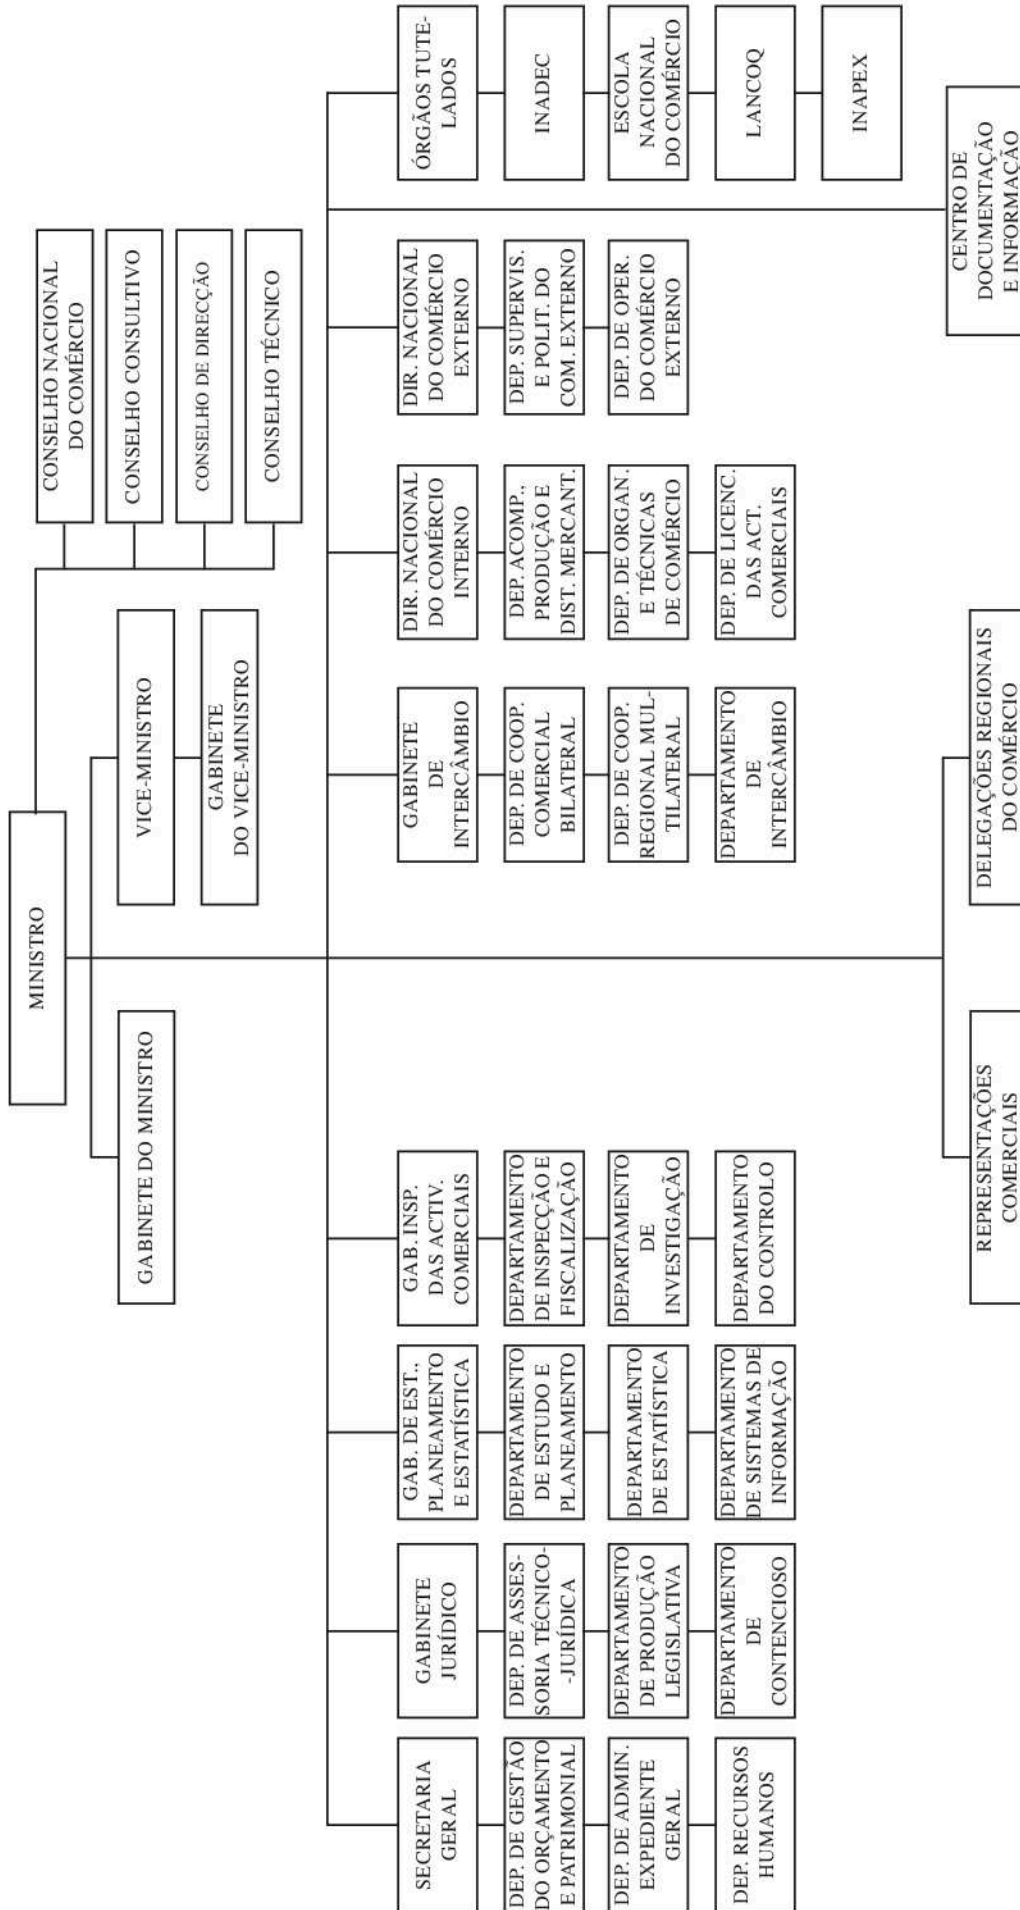 MINISTRO
CONSELHO NACIONAL
DO COMÉRCIO
CONSELHO CONSULTIVO
CONSELHO DE DIRECÇÃO
CONSELHO TÉCNICO
GABINETE DO MINISTRO
VICE-MINISTRO
GABINETE
DO VICE-MINISTRO
SECRETARIA
GERAL
DEP. DE GESTÃO
DO ORÇAMENTO
E PATRIMONIAL
DEP. DE ADMIN.
EXPEDIENTE
GERAL
DEP. RECURSOS
HUMANOS
GABINETE
JURÍDICO
DEP. DE ASSES-
SORIA TÉCNICO-
-JURÍDICA
DEPARTAMENTO
DE PRODUÇÃO
LEGISLATIVA
DEPARTAMENTO
DE
CONTENCIOSO
GAB. DE EST.,
PLANEAMENTO
E ESTATÍSTICA
DEPARTAMENTO
DE ESTUDO E
PLANEAMENTO
DEPARTAMENTO
DE ESTATÍSTICA
DEPARTAMENTO
DE SISTEMAS DE
INFORMAÇÃO
GAB. INSP.
DAS ACTIV.
COMERCIAIS
DEPARTAMENTO
DE INSPECÇÃO E
FISCALIZAÇÃO
DEPARTAMENTO
DE
INVESTIGAÇÃO
DEPARTAMENTO
DO CONTROLO
GABINETE
DE
INTERCÂMBIO
DEP. DE COOP.
COMERCIAL
BILATERAL
DEP. DE COOP.
REGIONAL MUL-
TILATERAL
DEPARTAMENTO
DE
INTERCÂMBIO
DIR. NACIONAL
DO COMÉRCIO
INTERNO
DEP. ACOMP.,
PRODUÇÃO E
DIST. MERCANT.
DEP. DE ORGAN.
E TÉCNICAS
DE COMÉRCIO
DEP. DE LICENC.
DAS ACT.
COMERCIAIS
DIR. NACIONAL
DO COMÉRCIO
EXTERNO
DEP. SUPERVIS.
E POLIT. DO
COM. EXTERNO
DEP. DE OPER.
DO COMÉRCIO
EXTERNO
ÓRGÃOS TUTE-
LADOS
INADEC
ESCOLA
NACIONAL
DO COMÉRCIO
LANCOQ
INAPEX
REPRESENTAÇÕES
COMERCIAIS
DELEGAÇÕES REGIONAIS
DO COMÉRCIO
CENTRO DE
DOCUMENTAÇÃO
E INFORMAÇÃO